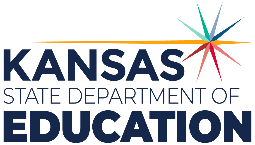 KANSAS
STATE DEPARTMENT OF
EDUCATION